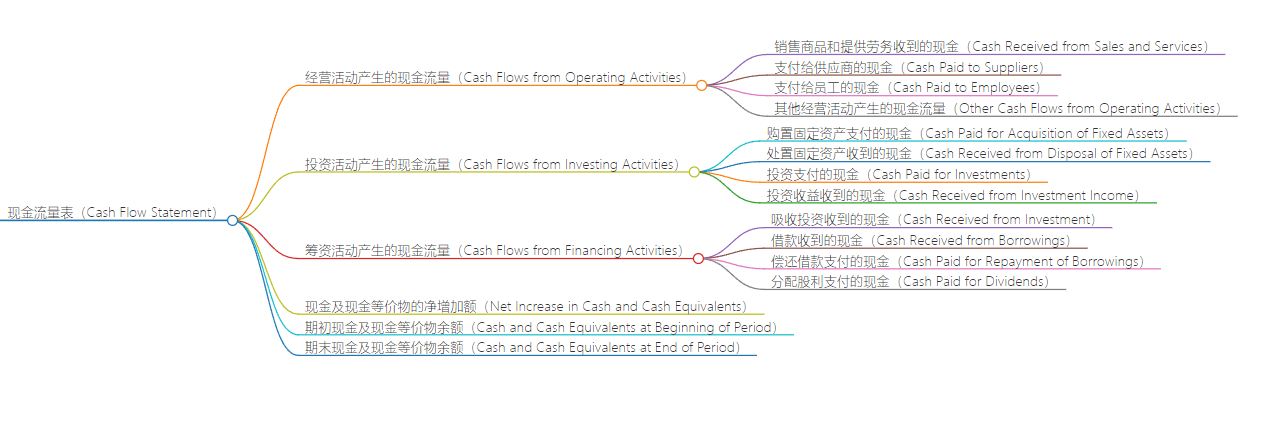 现金流量表（Cash Flow Statement）
经营活动产生的现金流量（Cash Flows from Operating Activities）
销售商品和提供劳务收到的现金（Cash Received from Sales and Services）
支付给供应商的现金（Cash Paid to Suppliers）
支付给员工的现金（Cash Paid to Employees）
其他经营活动产生的现金流量（Other Cash Flows from Operating Activities）
投资活动产生的现金流量（Cash Flows from Investing Activities）
购置固定资产支付的现金（Cash Paid for Acquisition of Fixed Assets）
处置固定资产收到的现金（Cash Received from Disposal of Fixed Assets）
投资支付的现金（Cash Paid for Investments）
投资收益收到的现金（Cash Received from Investment Income）
筹资活动产生的现金流量（Cash Flows from Financing Activities）
吸收投资收到的现金（Cash Received from Investment）
借款收到的现金（Cash Received from Borrowings）
偿还借款支付的现金（Cash Paid for Repayment of Borrowings）
分配股利支付的现金（Cash Paid for Dividends）
现金及现金等价物的净增加额（Net Increase in Cash and Cash Equivalents）
期初现金及现金等价物余额（Cash and Cash Equivalents at Beginning of Period）
期末现金及现金等价物余额（Cash and Cash Equivalents at End of Period）